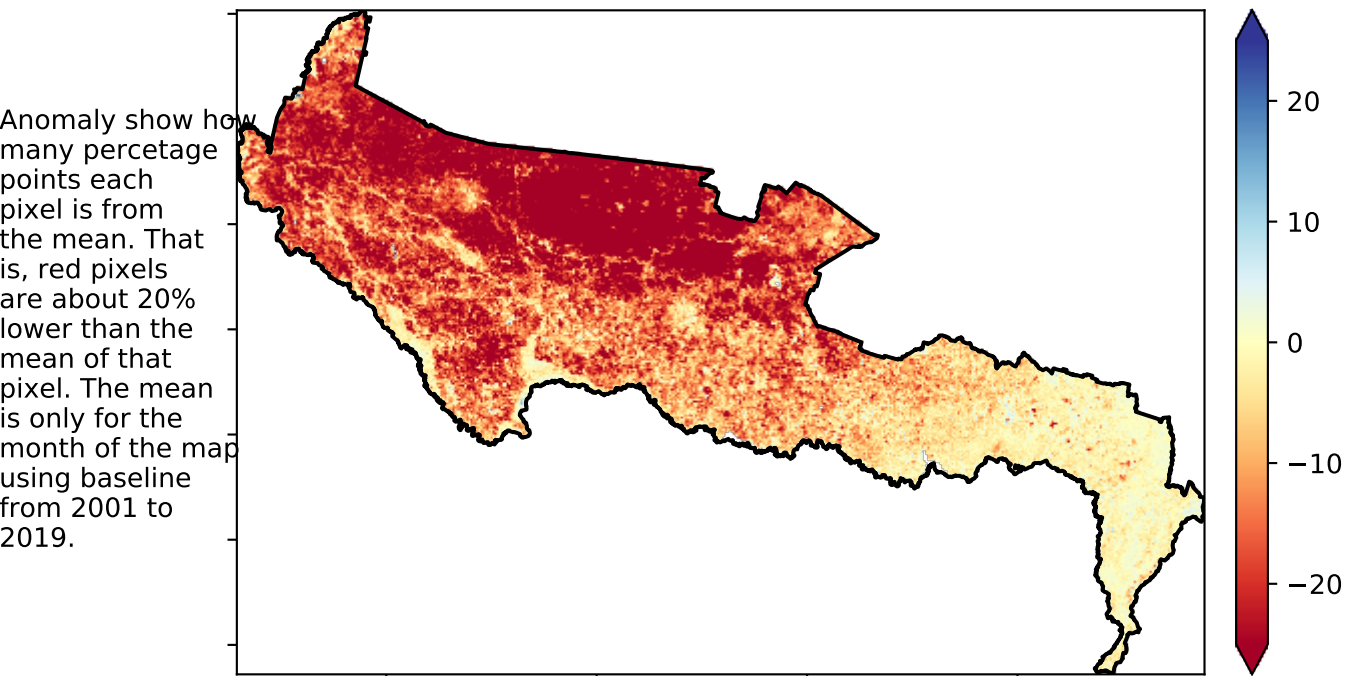 Anomaly show how
many percetage
points each
pixel is from
the mean. That
is, red pixels
are about 20%
lower than the
mean of that
pixel. The mean
is only for the
month of the map
using baseline
from 2001 to
2019.
20
10
0
−10
−20